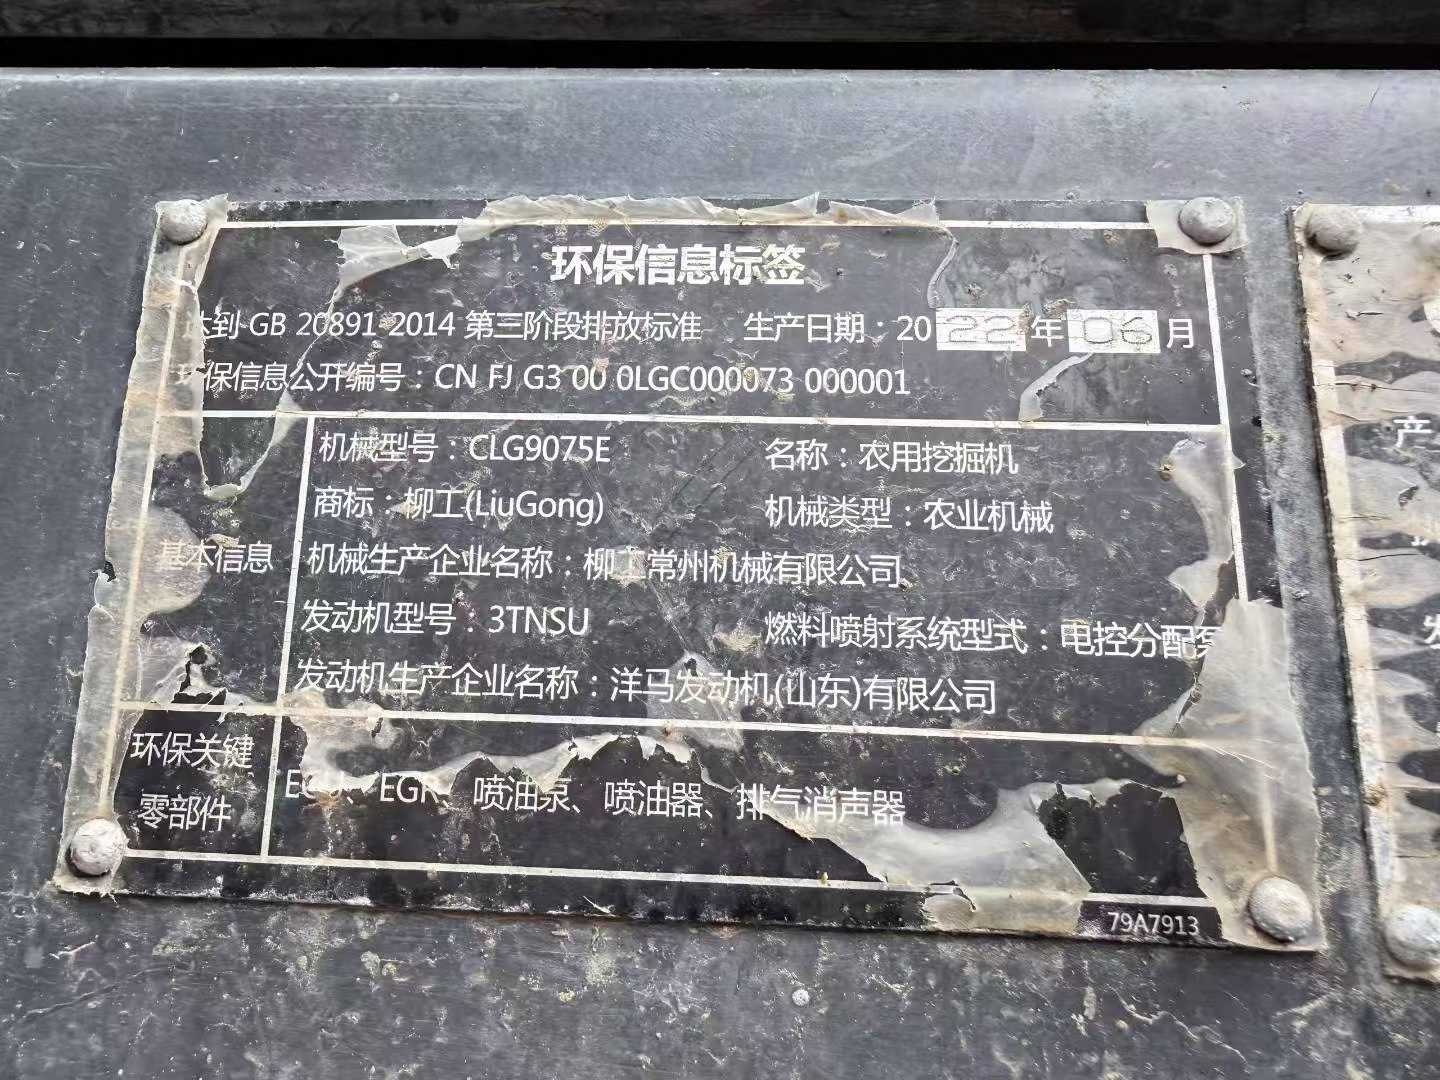 环保信息标签
达到 GB 20891-2014 第三阶段排放标准 生产日期：2022年06月
环保信息公开编号：CN FJ G3 00 0LGC000073 000001
基本信息
机械型号：CLG9075E 名称：农用挖掘机
商标：柳工(LiuGong) 机械类型：农业机械
机械生产企业名称：柳工常州机械有限公司
发动机型号：3TNSU 燃料喷射系统型式：电控分配泵
发动机生产企业名称：洋马发动机(山东)有限公司
环保关键
零部件
ECU、EGR、喷油泵、喷油器、排气消声器
79A7913
产
发